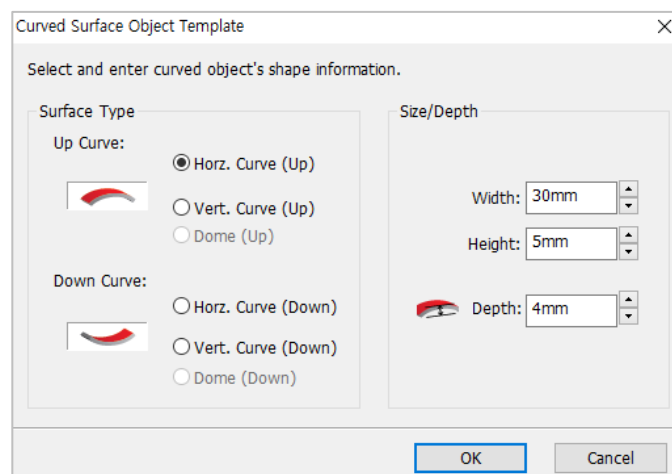 Curved Surface Object Template
Select and enter curved object's shape information.
Surface Type
Up Curve:
Horz. Curve (Up)
Vert. Curve (Up)
Dome (Up)
Down Curve:
Horz. Curve (Down)
Vert. Curve (Down)
Dome (Down)
Size/Depth
Width: 30mm
Height: 5mm
Depth: 4mm
OK Cancel